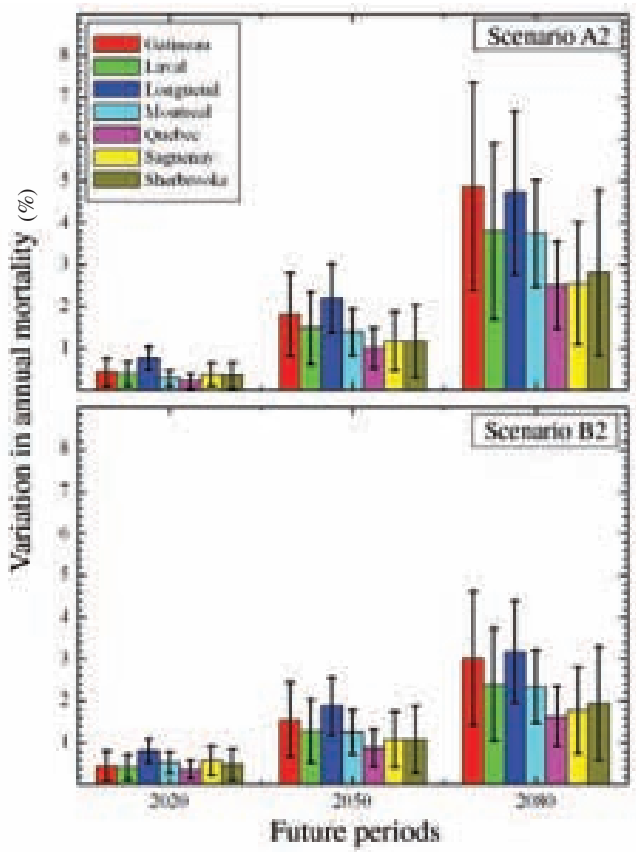 Scenario A2
Gatineau
Laval
Longueuil
Montreal
Quebec
Saguenay
Sherbrooke
8
7
6
5
4
3
2
1
Variation in annual mortality (%)
Scenario B2
8
7
6
5
4
3
2
1
2020
2050
2080
Future periods